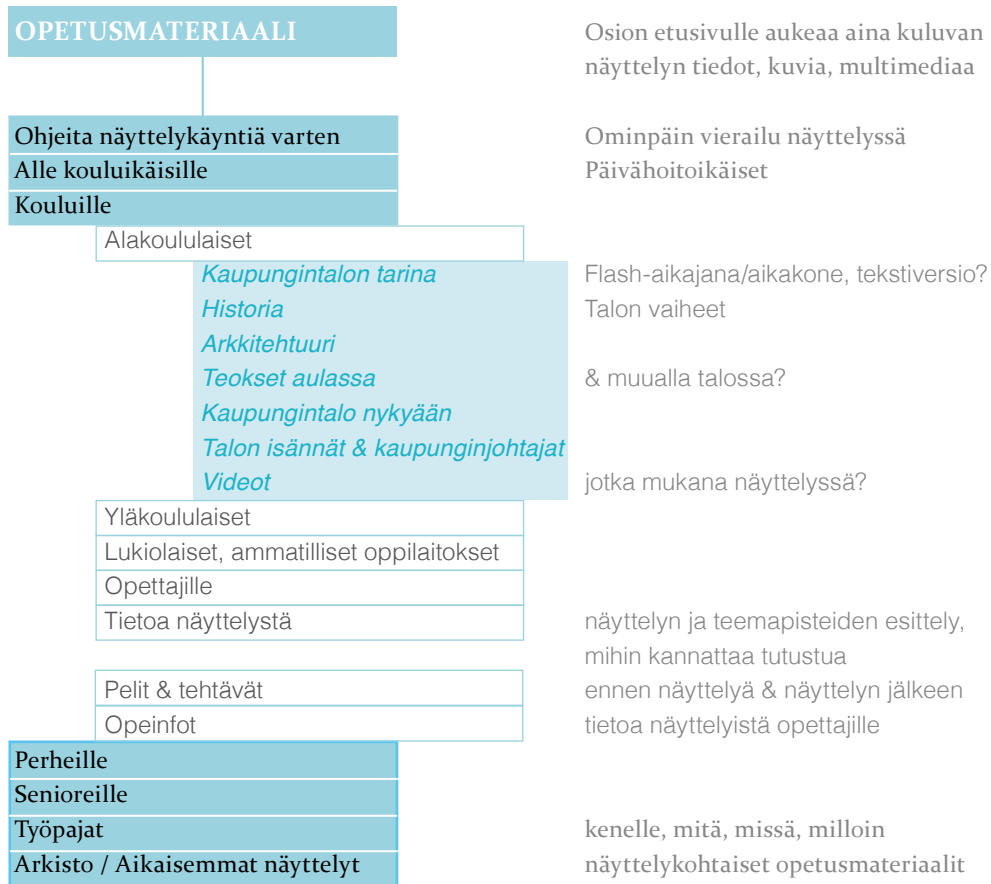 OPETUSMATERIAALI
Osion etusivulle aukeaa aina kuluvan
näyttelyn tiedot, kuvia, multimediaa
Ohjeita näyttelykäyntiä varten
Ominpäin vierailu näyttelyssä
Alle kouluikäisille
Päivähoitoikäiset
Kouluille
Alakoululaiset
Kaupungintalon tarina
Flash-aikajana/aikakone, tekstiversio?
Historia
Talon vaiheet
Arkkitehtuuri
Teokset aulassa
& muualla talossa?
Kaupungintalo nykyään
Talon isännät & kaupunginjohtajat
Videot
jotka mukana näyttelyssä?
Yläkoululaiset
Lukiolaiset, ammatilliset oppilaitokset
Opettajille
Tietoa näyttelystä
näyttelyn ja teemapisteiden esittely,
mihin kannattaa tutustua
Pelit & tehtävät
ennen näyttelyä & näyttelyn jälkeen
Opeinfot
tietoa näyttelyistä opettajille
Perheille
Senioreille
Työpajat
kenelle, mitä, missä, milloin
Arkisto / Aikaisemmat näyttelyt
näyttelykohtaiset opetusmateriaalit